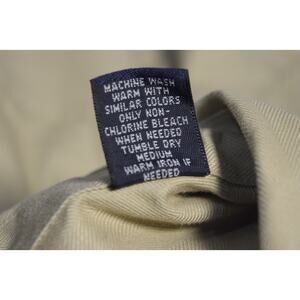 MACHINE WASH
WARM WITH
SIMILAR COLORS
ONLY NON-
CHLORINE BLEACH
WHEN NEEDED
TUMBLE DRY
MEDIUM
WARM IRON IF
NEEDED